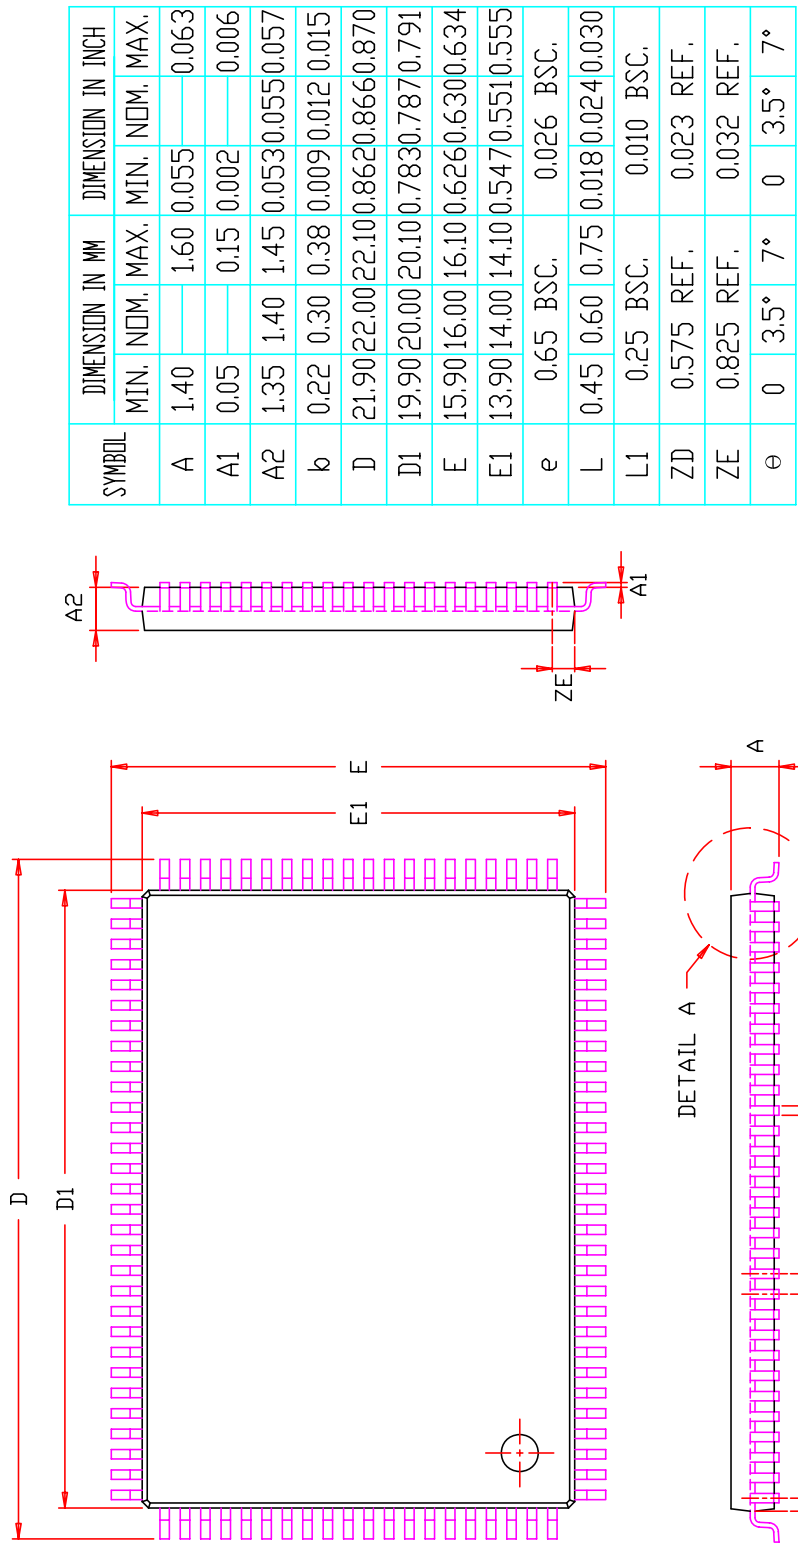 SYMBOL DIMENSION IN MM DIMENSION IN INCH
MIN. NOM. MAX. MIN. NOM. MAX.
A 1.40 1.60 0.055 0.063
A1 0.05 0.15 0.002 0.006
A2 1.35 1.40 1.45 0.053 0.055 0.057
b 0.22 0.30 0.38 0.009 0.012 0.015
D 21.90 22.00 22.10 0.862 0.866 0.870
D1 19.90 20.00 20.10 0.783 0.787 0.791
E 15.90 16.00 16.10 0.626 0.630 0.634
E1 13.90 14.00 14.10 0.547 0.551 0.555
e 0.65 BSC. 0.026 BSC.
L 0.45 0.60 0.75 0.018 0.024 0.030
L1 0.25 BSC. 0.010 BSC.
ZD 0.575 REF. 0.023 REF.
ZE 0.825 REF. 0.032 REF.
θ 0 3.5° 7° 0 3.5° 7°
A2
A1
ZE
D
D1
E
E1
DETAIL A
A